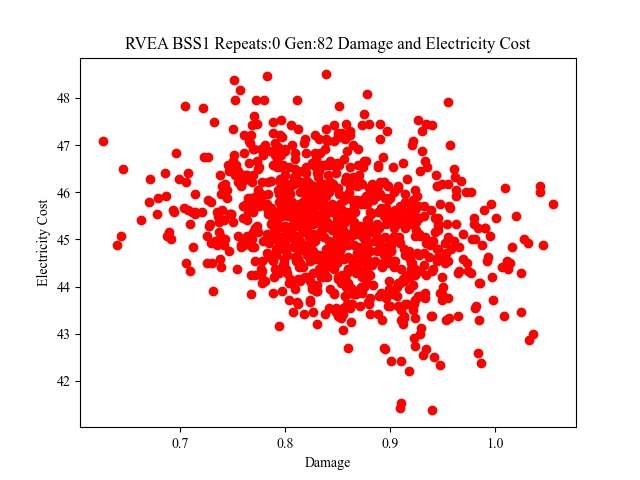 RVEA BSS1 Repeats:0 Gen:82 Damage and Electricity Cost
48
47
46
45
44
43
42
Electricity Cost
0.7 0.8 0.9 1.0
Damage